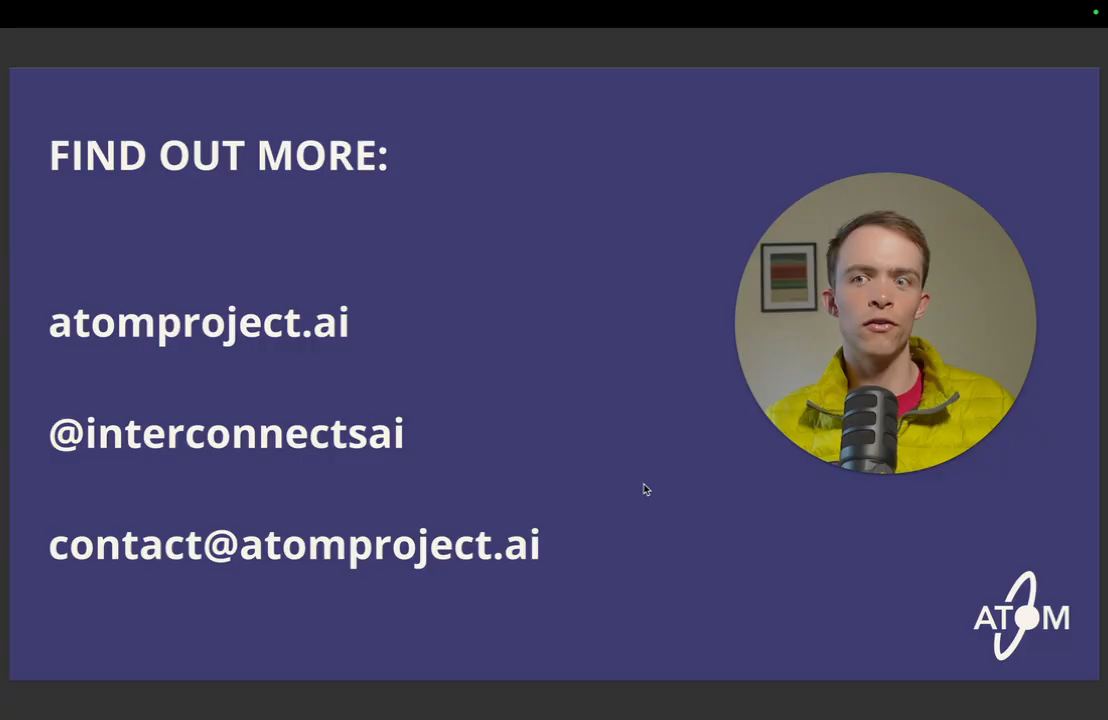 FIND OUT MORE:
atomproject.ai
@interconnectsai
contact@atomproject.ai
ATOM